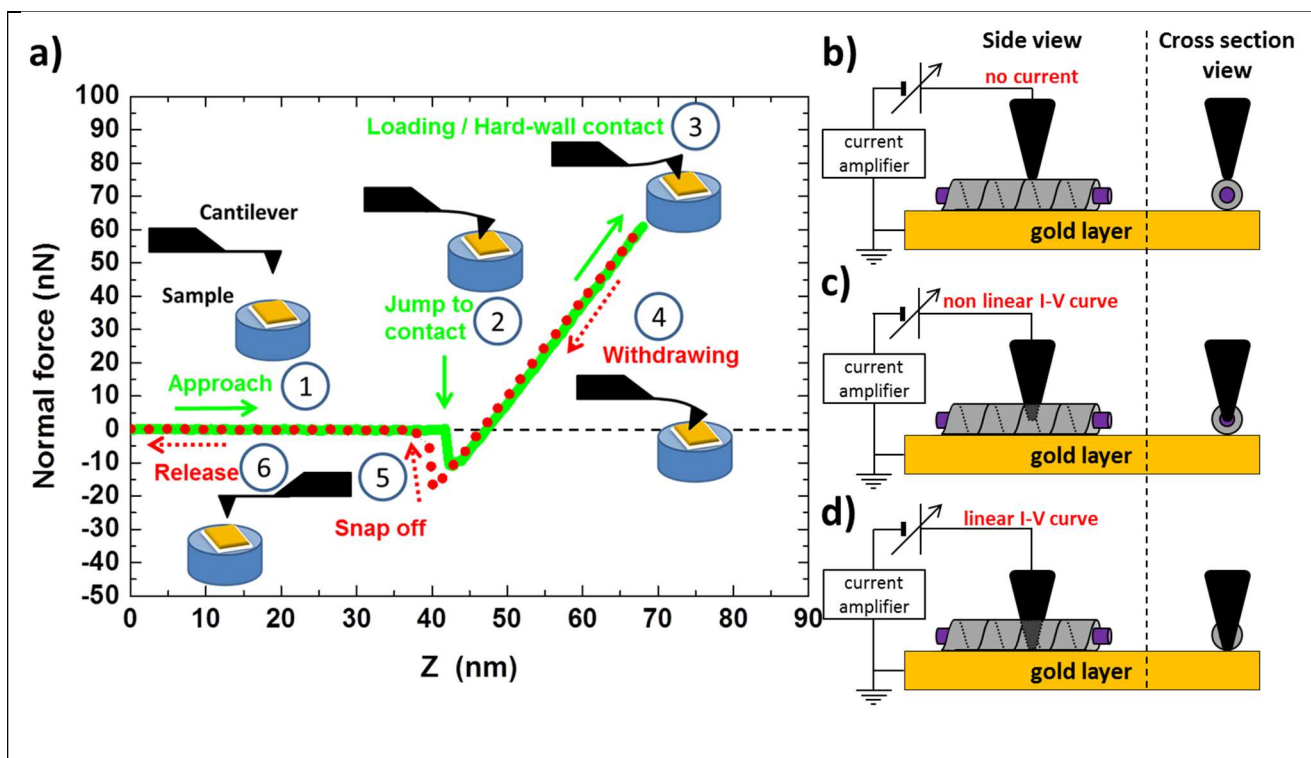 a)
Normal force (nN)
100
90
80
70
60
50
40
30
20
10
0
-10
-20
-30
-40
-50
0 10 20 30 40 50 60 70 80 90
Z (nm)
Cantilever
Sample
Approach
1
Jump to
contact
2
Loading / Hard-wall contact
3
4
Withdrawing
5
Snap off
Release
6
Side view
Cross section
view
b)
no current
current
amplifier
gold layer
c)
non linear I-V curve
current
amplifier
gold layer
d)
linear I-V curve
current
amplifier
gold layer